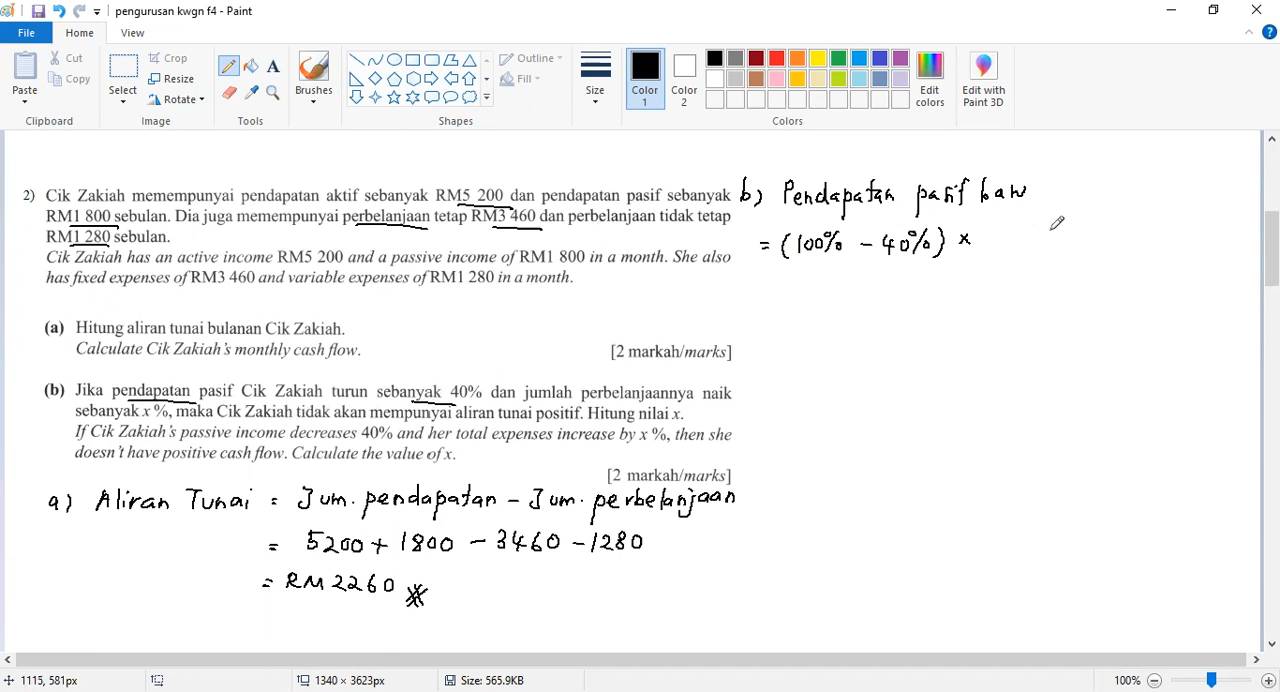 pengurusan kwgn f4 - Paint
File Home View
Paste Cut Copy Clipboard
Select Crop Resize Rotate Image
Tools
Brushes
Outline Fill Shapes
Size
Color 1 Color 2 Edit colors Colors
Edit with Paint 3D
2) Cik Zakiah mempunyai pendapatan aktif sebanyak RM5 200 dan pendapatan pasif sebanyak
RM1 800 sebulan. Dia juga memempunyai perbelanjaan tetap RM3 460 dan perbelanjaan tidak tetap
RM1 280 sebulan.
Cik Zakiah has an active income RM5 200 and a passive income of RM1 800 in a month. She also
has fixed expenses of RM3 460 and variable expenses of RM1 280 in a month.
(a) Hitung aliran tunai bulanan Cik Zakiah.
Calculate Cik Zakiah's monthly cash flow.
[2 markah/marks]
(b) Jika pendapatan pasif Cik Zakiah turun sebanyak 40% dan jumlah perbelanjaannya naik
sebanyak x %, maka Cik Zakiah tidak akan mempunyai aliran tunai positif. Hitung nilai x.
If Cik Zakiah's passive income decreases 40% and her total expenses increase by x %, then she
doesn't have positive cash flow. Calculate the value of x.
[2 markah/marks]
a) Aliran Tunai = Jum. pendapatan - Jum. perbelanjaan
= 5200 + 1800 - 3460 - 1280
= RM 2260
b) Pendapatan pasif baru
= (100% - 40%) ×
1115, 581px
1340 × 3623px
Size: 565.9KB
100%